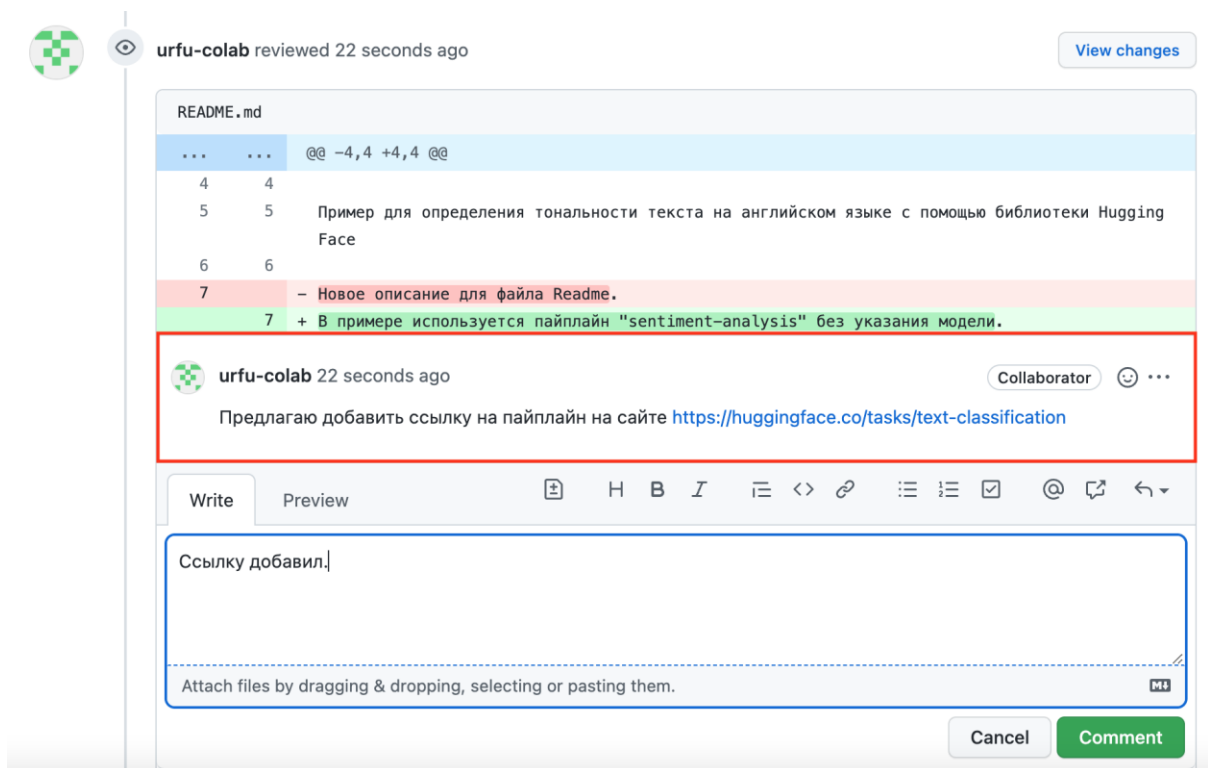 urfu-colab reviewed 22 seconds ago
View changes
README.md
... ... @@ -4,4 +4,4 @@
4 4
5 5 Пример для определения тональности текста на английском языке с помощью библиотеки Hugging
Face
6 6
7 - Новое описание для файла Readme.
7 + В примере используется пайплайн "sentiment-analysis" без указания модели.
urfu-colab 22 seconds ago
Collaborator
Предлагаю добавить ссылку на пайплайн на сайте https://huggingface.co/tasks/text-classification
Write Preview
Ссылку добавил.
Attach files by dragging & dropping, selecting or pasting them.
Cancel Comment